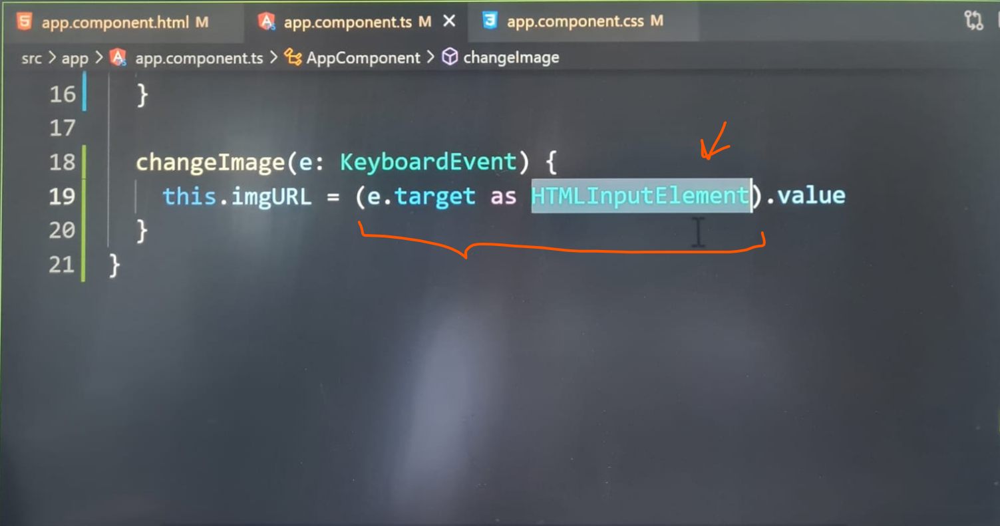 app.component.html M app.component.ts M app.component.css M
src > app > app.component.ts > AppComponent > changeImage
16 }
17
18 changeImage(e: KeyboardEvent) {
19 this.imgURL = (e.target as HTMLInputElement).value
20 }
21 }